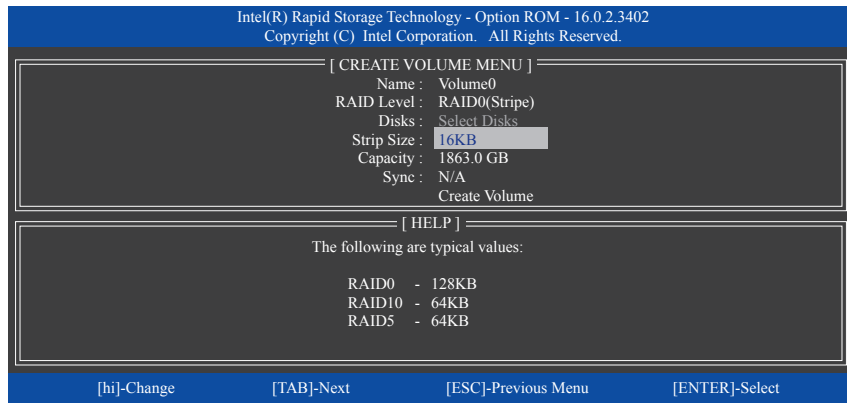 Intel(R) Rapid Storage Technology - Option ROM - 16.0.2.3402
Copyright (C) Intel Corporation. All Rights Reserved.
[ CREATE VOLUME MENU ]
Name : Volume0
RAID Level : RAID0(Stripe)
Disks : Select Disks
Strip Size : 16KB
Capacity : 1863.0 GB
Sync : N/A
Create Volume
[ HELP ]
The following are typical values:
RAID0 - 128KB
RAID10 - 64KB
RAID5 - 64KB
[hi]-Change [TAB]-Next [ESC]-Previous Menu [ENTER]-Select